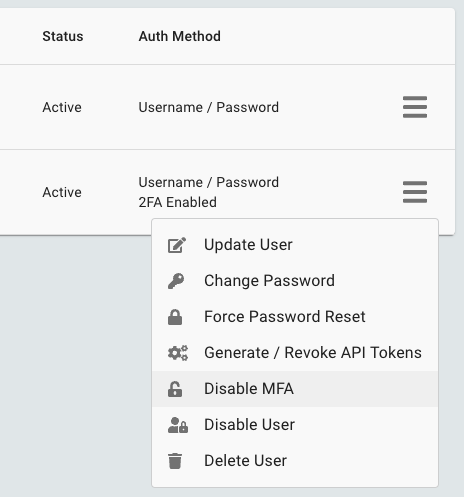 Status Auth Method
Active Username / Password
Active Username / Password
2FA Enabled
Update User
Change Password
Force Password Reset
Generate / Revoke API Tokens
Disable MFA
Disable User
Delete User